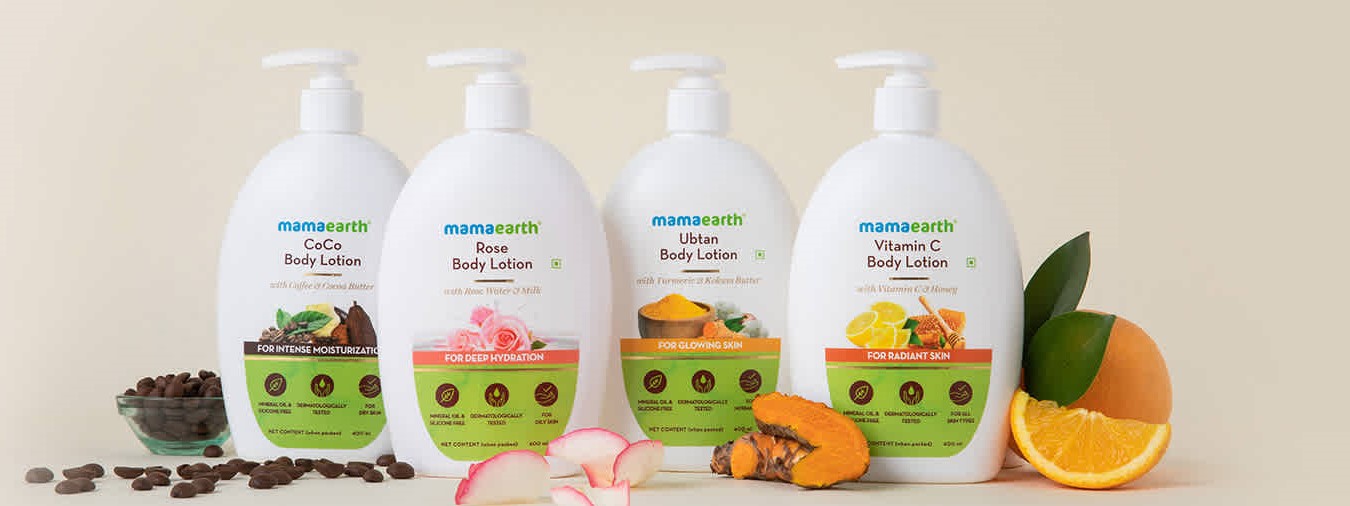 mamaearth
CoCo
Body Lotion
with Coffee & Cocoa Butter
FOR INTENSE MOISTURIZATIO
MINERAL OIL & SILICONE FREE
DERMATOLOGICALLY TESTED
FOR DRY SKIN
NET CONTENT (when packed) 400 ml
mamaearth®
Rose
Body Lotion
with Rose Water & Milk
FOR DEEP HYDRATION
MINERAL OIL & SILICONE FREE
DERMATOLOGICALLY TESTED
FOR OILY SKIN
NET CONTENT (when packed) 400 ml
mamaearth®
Ubtan
Body Lotion
with Turmeric & Kokum Butter
FOR GLOWING SKIN
MINERAL OIL & SILICONE FREE
DERMATOLOGICALLY TESTED
FOR
NET CONTENT (when packed) 400 ml
mamaearth®
Vitamin C
Body Lotion
with Vitamin C & Honey
FOR RADIANT SKIN
MINERAL OIL & SILICONE FREE
DERMATOLOGICALLY TESTED
FOR ALL SKIN TYPES
CONTENT (when packed) 400 ml